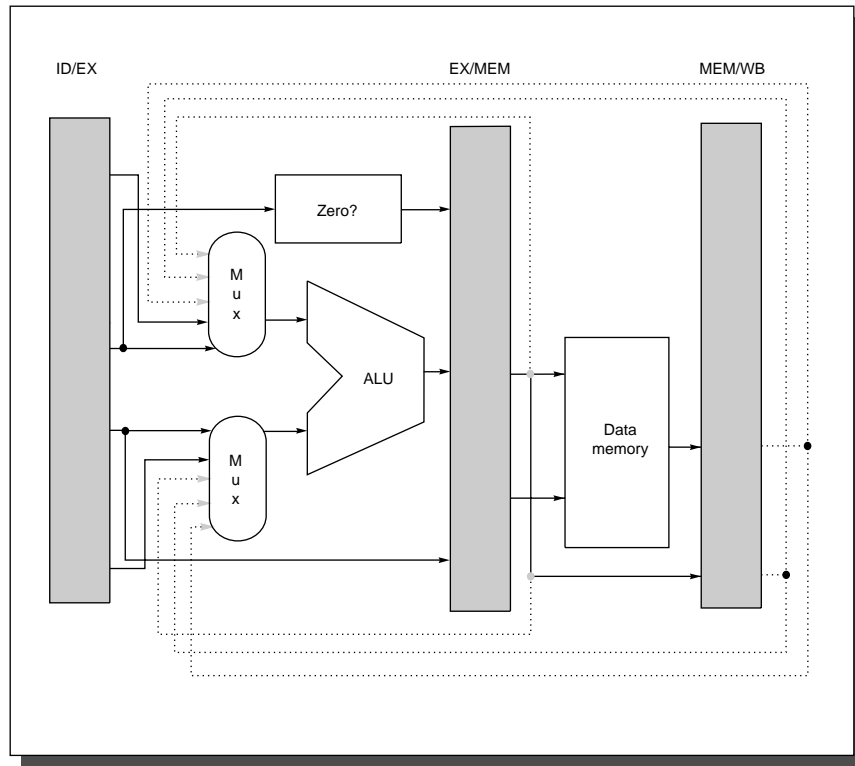 ID/EX
EX/MEM
MEM/WB
Zero?
M
u
x
ALU
M
u
x
Data
memory